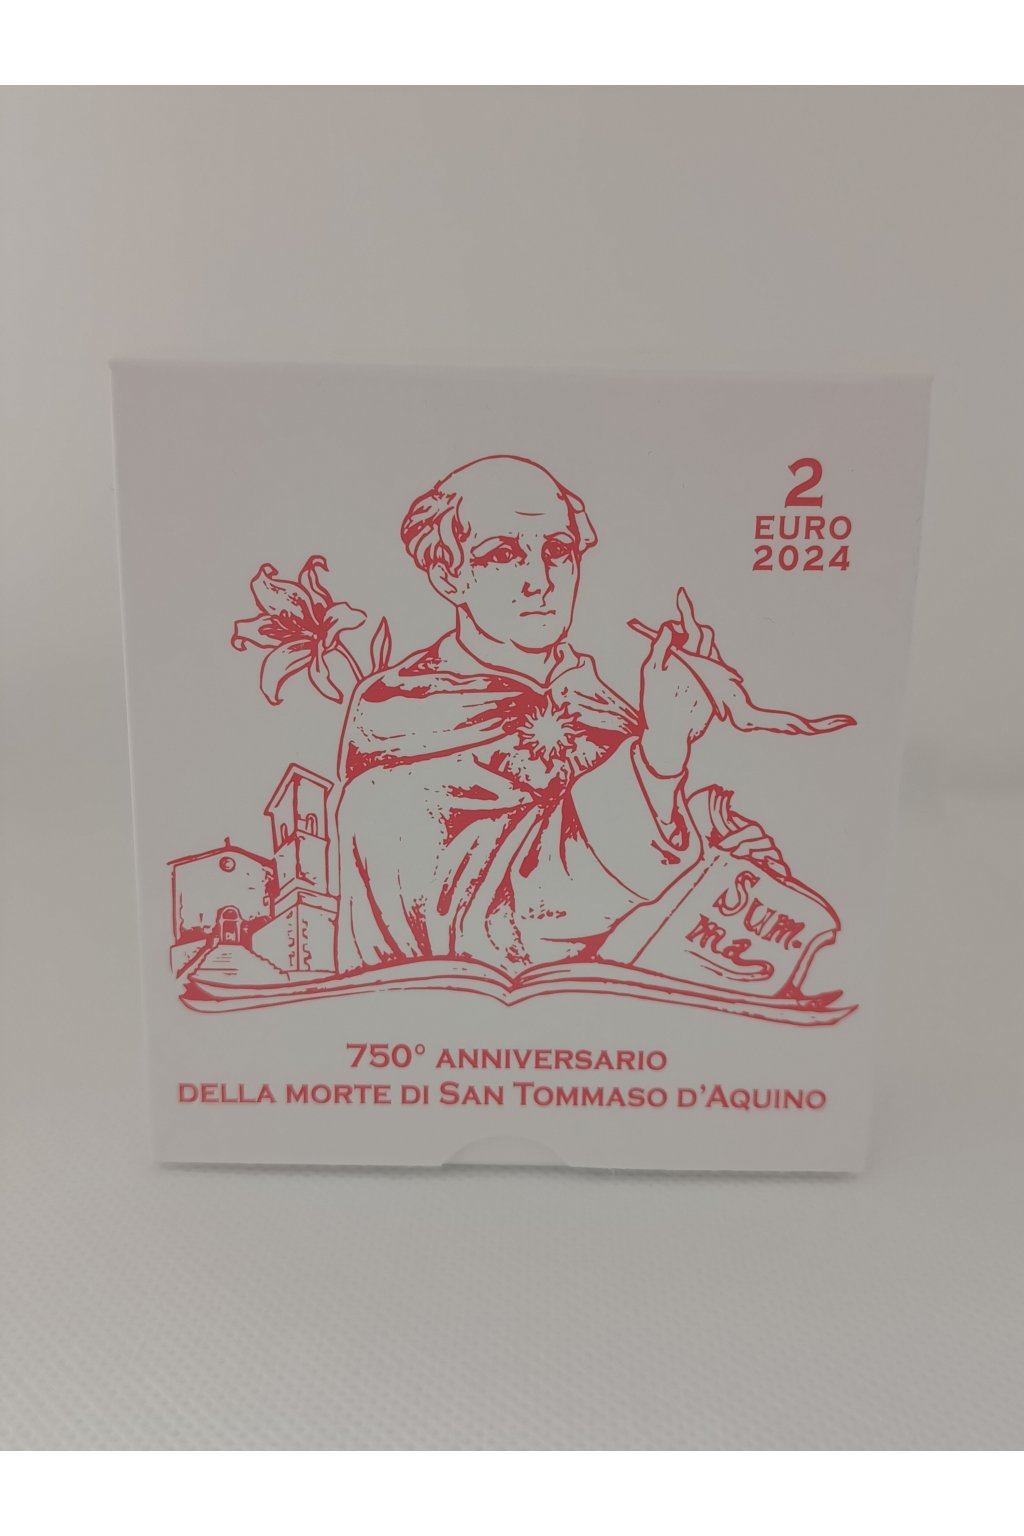 2
EURO
2024
Sum.
ma
750° ANNIVERSARIO
DELLA MORTE DI SAN TOMMASO D'AQUINO